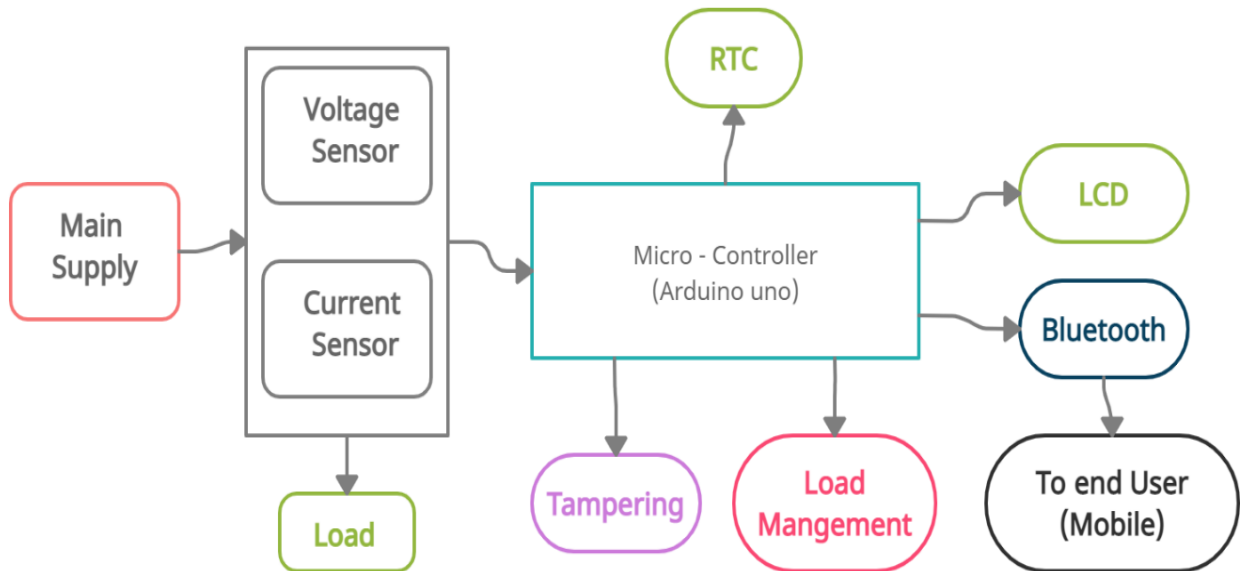 RTC
Voltage
Sensor
LCD
Main
Supply
Micro - Controller
(Arduino uno)
Current
Sensor
Bluetooth
Tampering
Load
Mangement
To end User
(Mobile)
Load